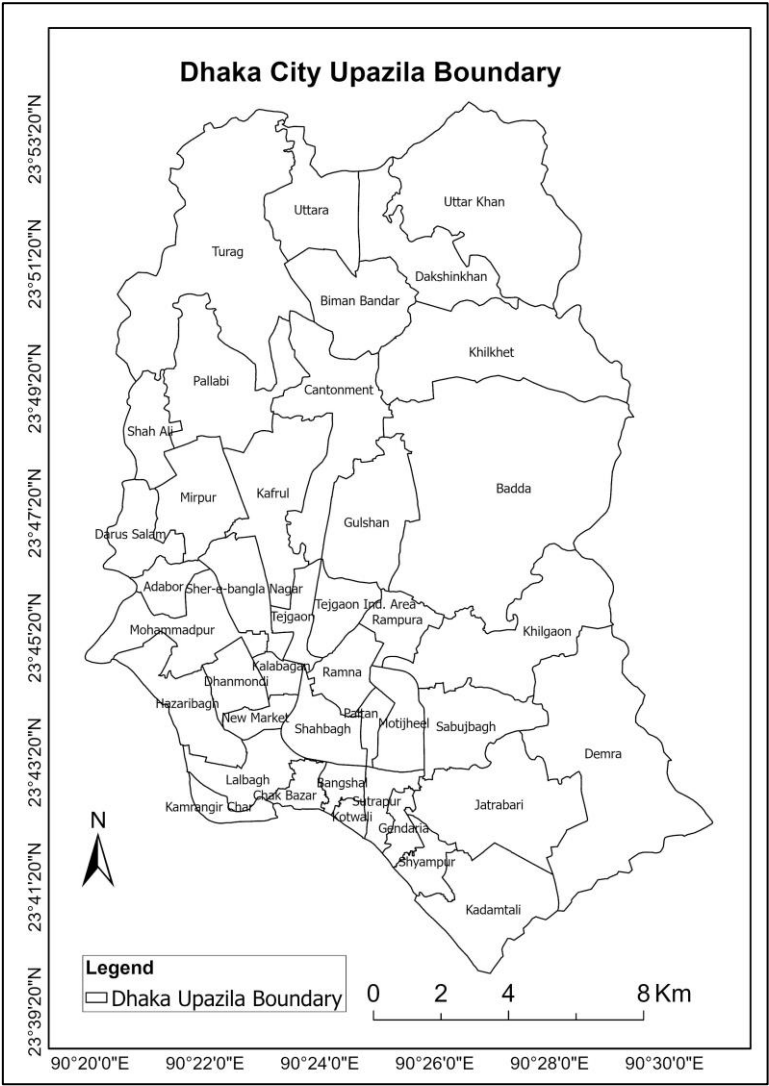 Dhaka City Upazila Boundary
23°53'20"N
23°51'20"N
23°49'20"N
23°47'20"N
23°45'20"N
23°43'20"N
23°41'20"N
23°39'20"N
Uttar Khan
Uttara
Turag
Dakshinkhan
Biman Bandar
Khilkhet
Pallabi
Cantonment
Shah Ali
Badda
Kafrul
Mirpur
Gulshan
Darus Salam
Adabor
Sher-e-bangla Nagar
Tejgaon Ind. Area
Tejgaon
Rampura
Mohammadpur
Khilgaon
Kalabagan
Ramna
Dhanmondi
Hazaribagh
New Market
Paltan
Shahbagh
Motijheel
Sabujbagh
Demra
Lalbagh
Bangshal
Chak Bazar
Sutrapur
Kamrangir Char
Jatrabari
Kotwali
Gendaria
Shyampur
Kadamtali
N
Legend
Dhaka Upazila Boundary
0 2 4 8 Km
90°20'0"E 90°22'0"E 90°24'0"E 90°26'0"E 90°28'0"E 90°30'0"E